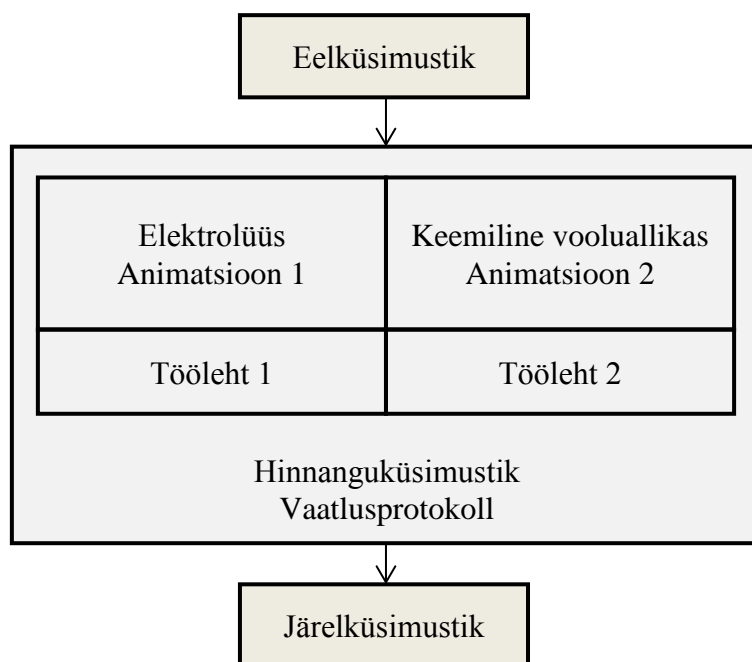 Eelküsimustik
Elektrolüüs
Animatsioon 1
Keemiline vooluallikas
Animatsioon 2
Tööleht 1
Tööleht 2
Hinnanguküsimustik
Vaatlusprotokoll
Järelküsimustik